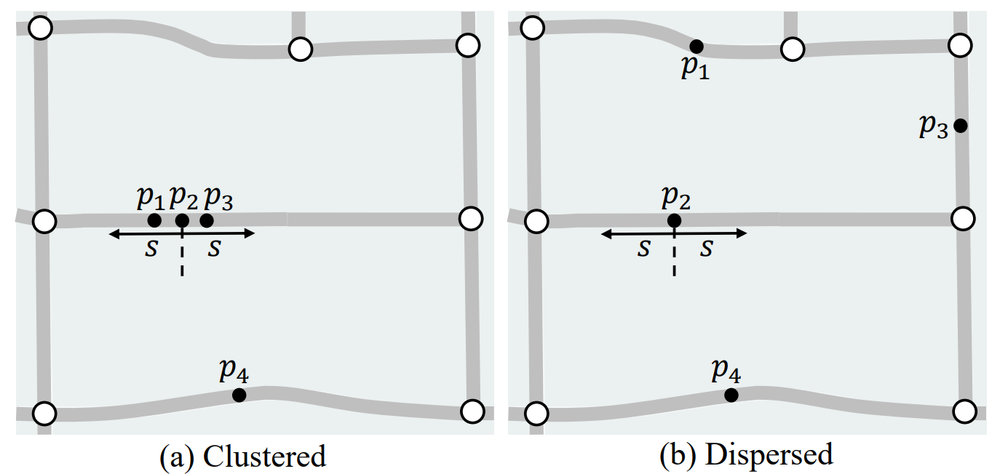 p₁ p₂ p₃
s s
p₄
(a) Clustered
p₁
p₃
p₂
s s
p₄
(b) Dispersed